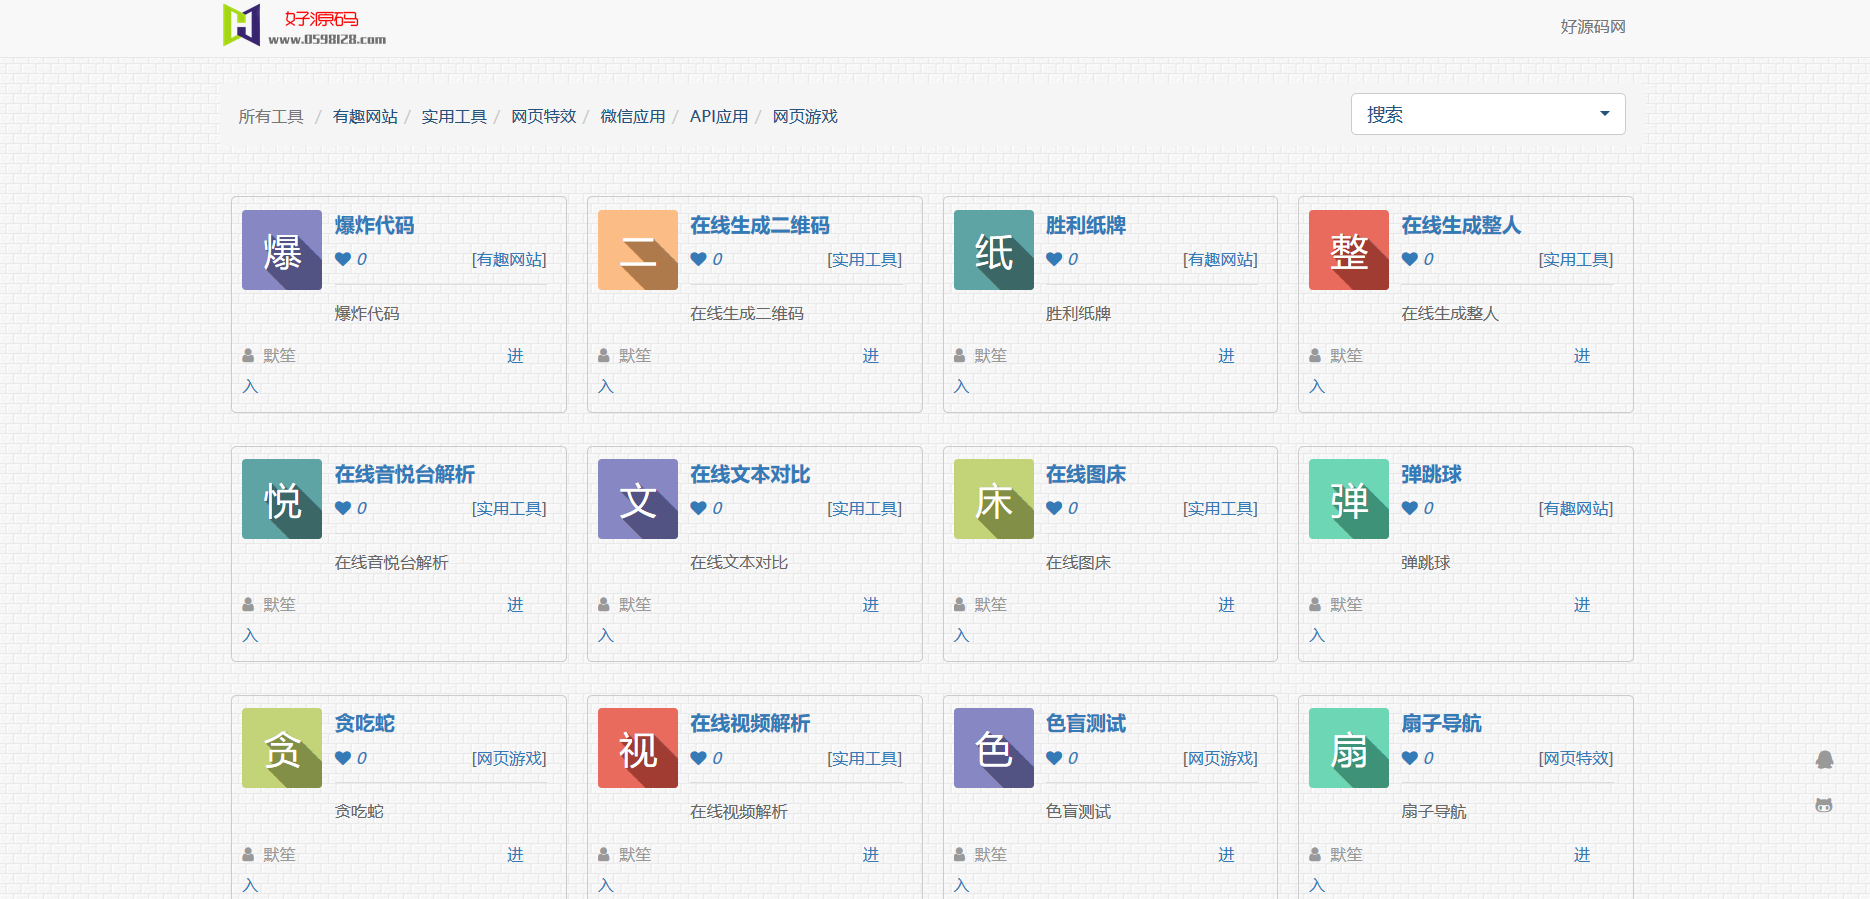 好源码
www.0598128.com
好源码网
所有工具 / 有趣网站 / 实用工具 / 网页特效 / 微信应用 / API应用 / 网页游戏
搜索
爆
爆炸代码
0 [有趣网站]
爆炸代码
默笙 进
入
二
在线生成二维码
0 [实用工具]
在线生成二维码
默笙 进
入
纸
胜利纸牌
0 [有趣网站]
胜利纸牌
默笙 进
入
整
在线生成整人
0 [实用工具]
在线生成整人
默笙 进
入
悦
在线音悦台解析
0 [实用工具]
在线音悦台解析
默笙 进
入
文
在线文本对比
0 [实用工具]
在线文本对比
默笙 进
入
床
在线图床
0 [实用工具]
在线图床
默笙 进
入
弹
弹跳球
0 [有趣网站]
弹跳球
默笙 进
入
贪
贪吃蛇
0 [网页游戏]
贪吃蛇
默笙 进
入
视
在线视频解析
0 [实用工具]
在线视频解析
默笙 进
入
色
色盲测试
0 [网页游戏]
色盲测试
默笙 进
入
扇
扇子导航
0 [网页特效]
扇子导航
默笙 进
入